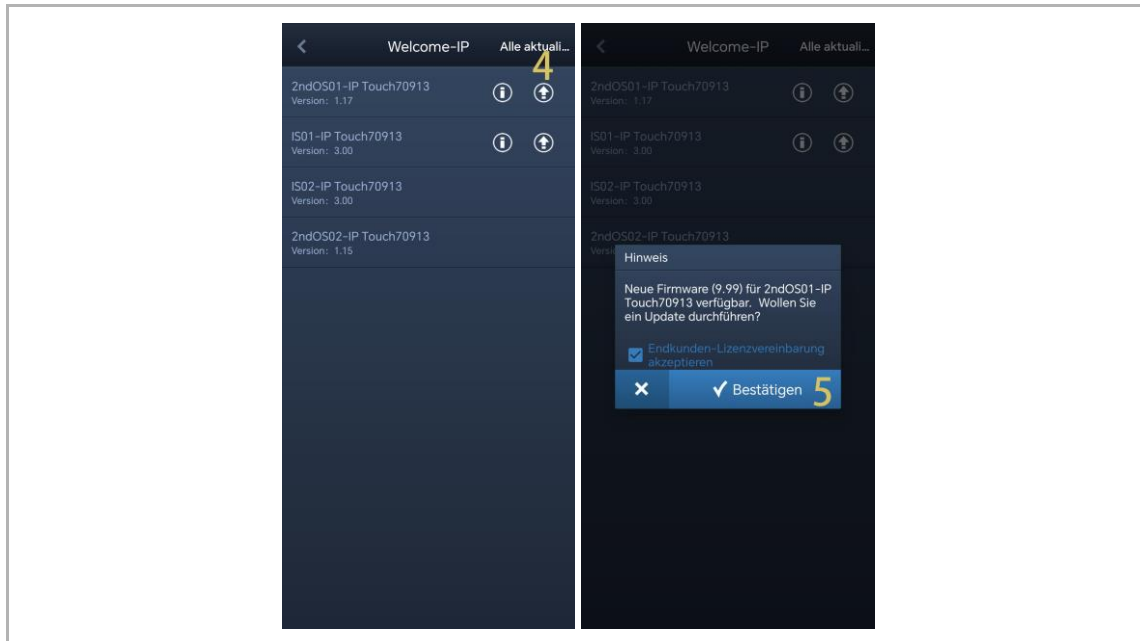 Welcome-IP Alle aktuali...
4
2ndOS01-IP Touch70913
Version: 1.17
IS01-IP Touch70913
Version: 3.00
IS02-IP Touch70913
Version: 3.00
2ndOS02-IP Touch70913
Version: 1.15
Welcome-IP Alle aktuali...
2ndOS01-IP Touch70913
Version: 1.17
IS01-IP Touch70913
Version: 3.00
IS02-IP Touch70913
Version: 3.00
2ndOS02-IP Touch70913
Versi
Hinweis
Neue Firmware (9.99) für 2ndOS01-IP
Touch70913 verfügbar. Wollen Sie
ein Update durchführen?
Endkunden-Lizenzvereinbarung
akzeptieren
Bestätigen 5